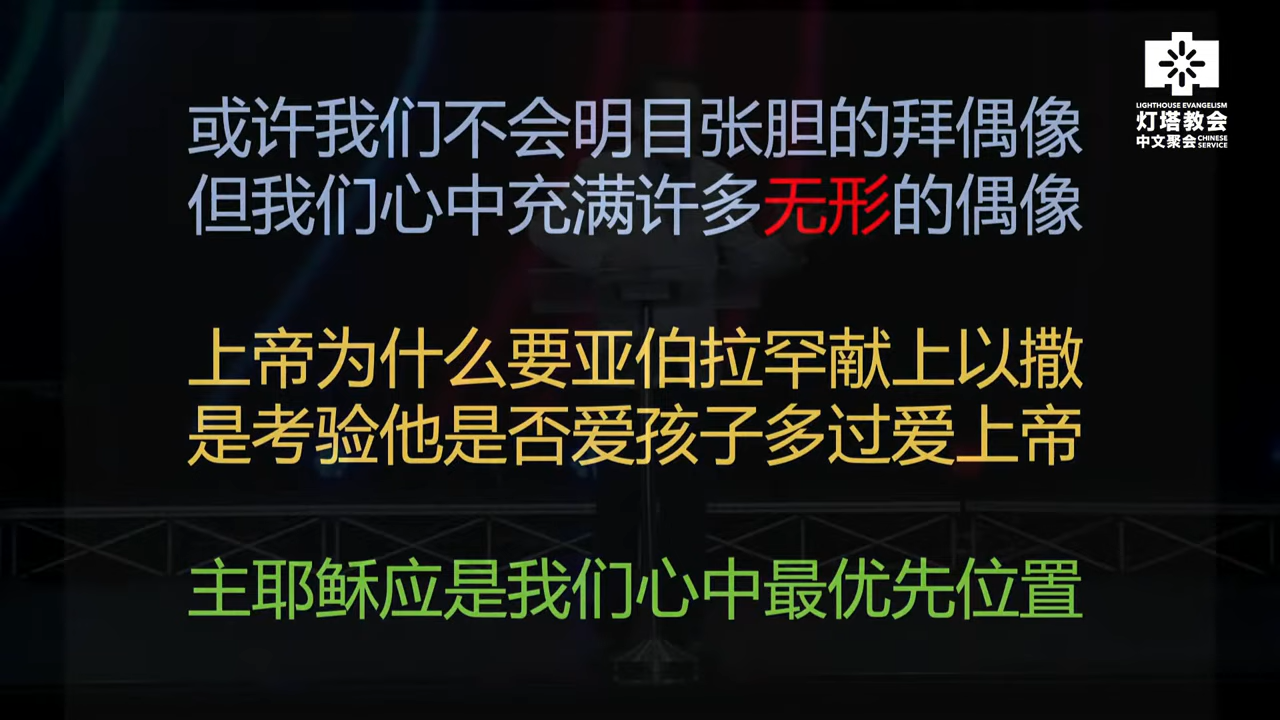 或许我们不会明目张胆的拜偶像
但我们心中充满许多无形的偶像
上帝为什么要亚伯拉罕献上以撒
是考验他是否爱孩子多过爱上帝
主耶稣应是我们心中最优先位置
LIGHTHOUSE EVANGELISM
灯塔教会
中文聚会 CHINESE SERVICE